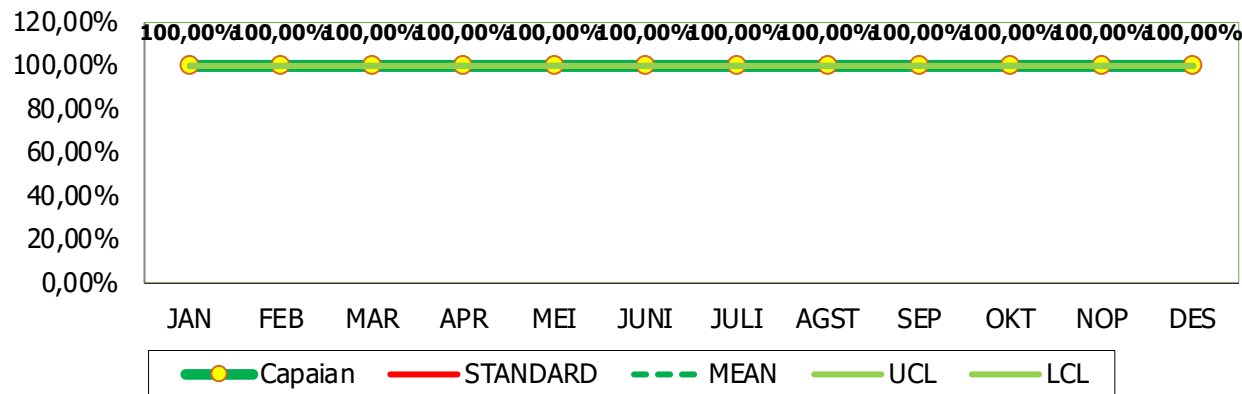 120,00%
100,00% 100,00% 100,00% 100,00% 100,00% 100,00% 100,00% 100,00% 100,00% 100,00% 100,00% 100,00%
100,00%
80,00%
60,00%
40,00%
20,00%
0,00%
JAN FEB MAR APR MEI JUNI JULI AGST SEP OKT NOP DES
Capaian STANDARD MEAN UCL LCL